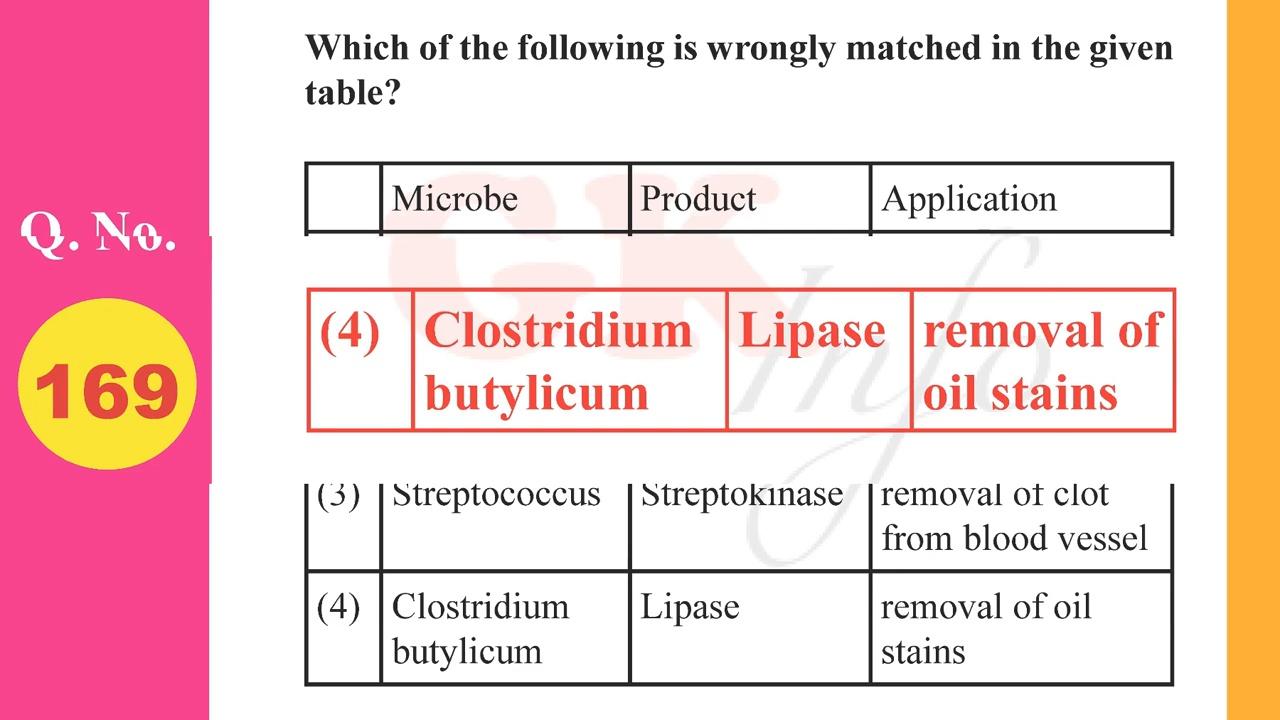 Which of the following is wrongly matched in the given
table?
Q. No.
169
Microbe Product Application
(4) Clostridium Lipase removal of
butylicum oil stains
(3) Streptococcus Streptokinase removal of clot
from blood vessel
(4) Clostridium Lipase removal of oil
butylicum stains
GK
Info